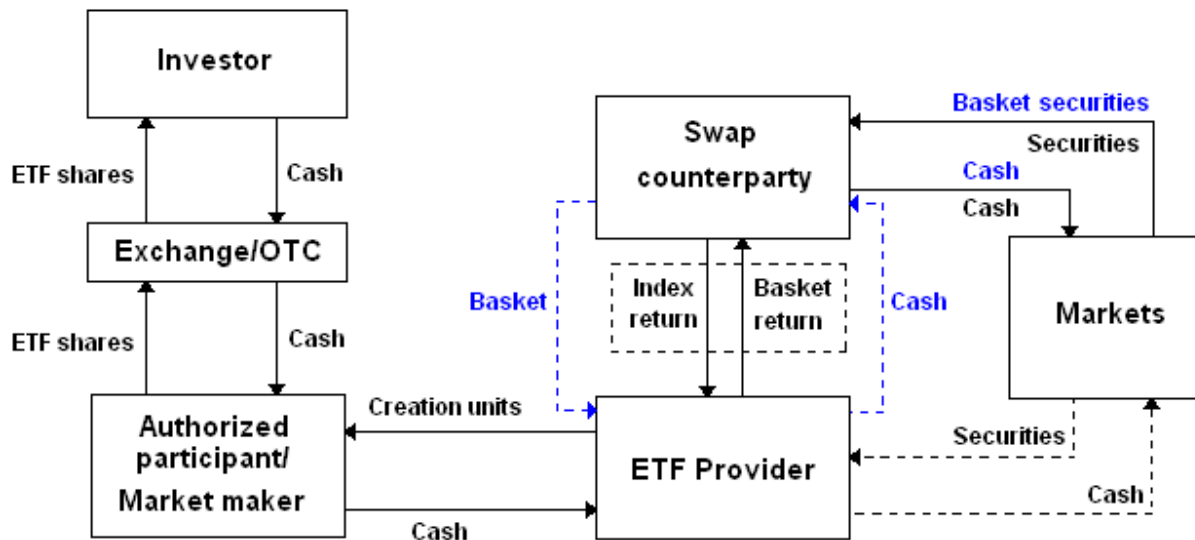 Investor
ETF shares
Cash
Exchange/OTC
ETF shares
Cash
Authorized
participant/
Market maker
Creation units
Cash
Swap
counterparty
Basket
Index
return
Basket
return
Cash
ETF Provider
Basket securities
Securities
Cash
Cash
Markets
Securities
Cash